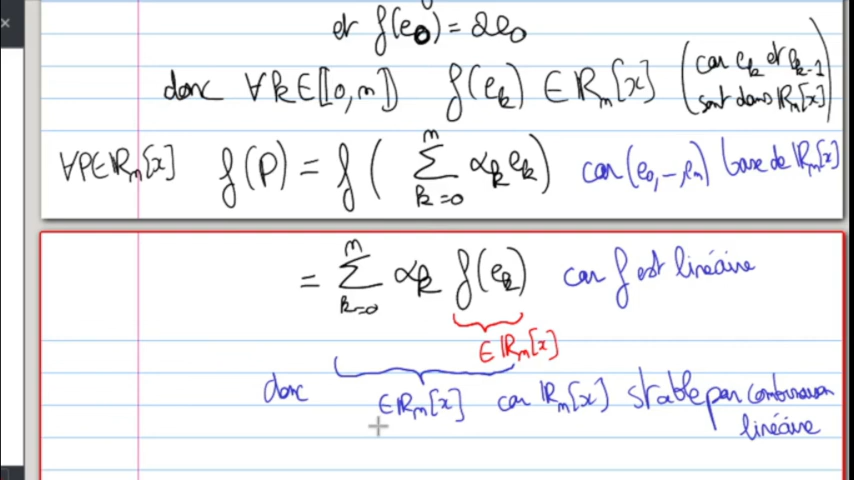 et f(e₀) = 2e₀
donc ∀k∈⟦0,n⟧ f(eₖ) ∈ ℝₙ[x] (car eₖ et eₖ₋₁
sont dans ℝₙ[x])
∀P∈ℝₙ[x] f(P) = f( ∑_{k=0}^{n} αₖ eₖ ) car (e₀,–,eₙ) base de ℝₙ[x]
= ∑_{k=0}^{n} αₖ f(eₖ) car f est linéaire
∈ ℝₙ[x]
donc ∈ ℝₙ[x] car ℝₙ[x] stable par combinaison
linéaire